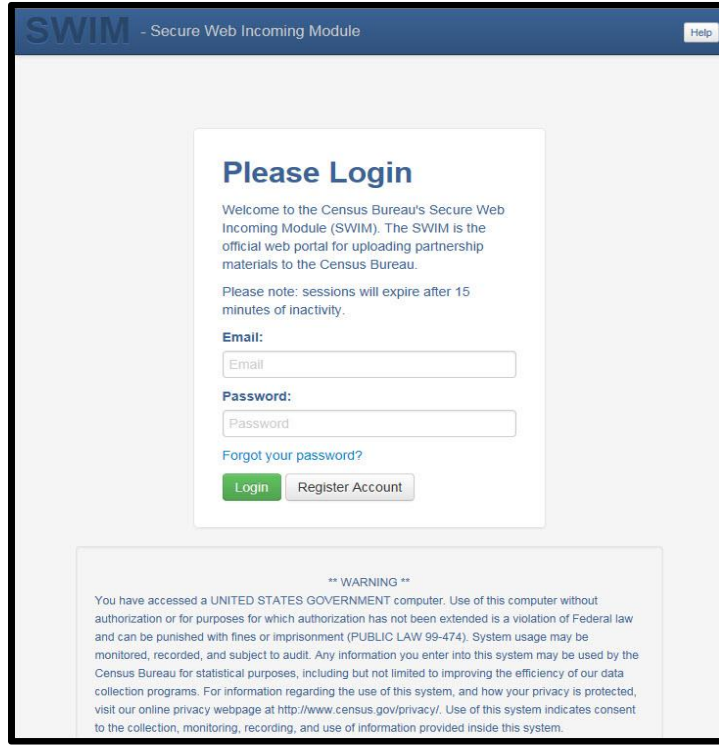 SWIM - Secure Web Incoming Module
Help
Please Login
Welcome to the Census Bureau's Secure Web
Incoming Module (SWIM). The SWIM is the
official web portal for uploading partnership
materials to the Census Bureau.
Please note: sessions will expire after 15
minutes of inactivity.
Email:
Email
Password:
Password
Forgot your password?
Login Register Account
** WARNING **
You have accessed a UNITED STATES GOVERNMENT computer. Use of this computer without
authorization or for purposes for which authorization has not been extended is a violation of Federal law
and can be punished with fines or imprisonment (PUBLIC LAW 99-474). System usage may be
monitored, recorded, and subject to audit. Any information you enter into this system may be used by the
Census Bureau for statistical purposes, including but not limited to improving the efficiency of our data
collection programs. For information regarding the use of this system, and how your privacy is protected,
visit our online privacy webpage at http://www.census.gov/privacy/. Use of this system indicates consent
to the collection, monitoring, recording, and use of information provided inside this system.